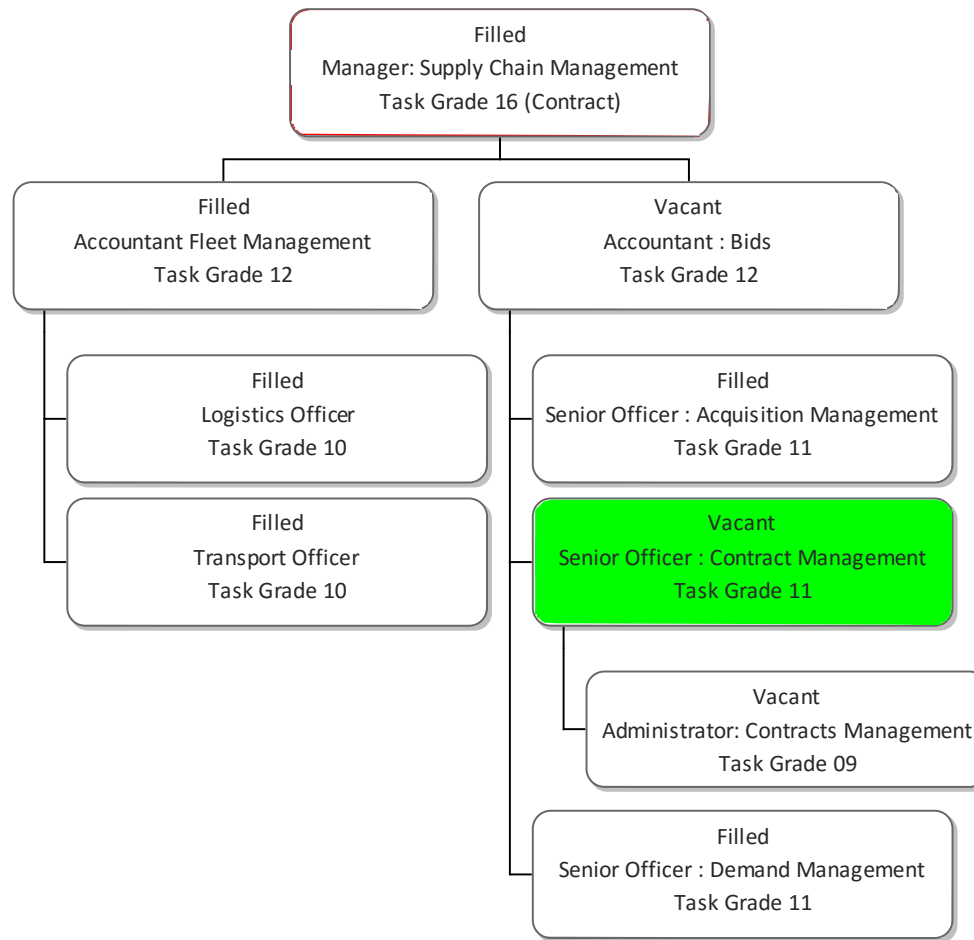 Filled
Manager: Supply Chain Management
Task Grade 16 (Contract)
Filled
Accountant Fleet Management
Task Grade 12
Vacant
Accountant : Bids
Task Grade 12
Filled
Logistics Officer
Task Grade 10
Filled
Transport Officer
Task Grade 10
Filled
Senior Officer : Acquisition Management
Task Grade 11
Vacant
Senior Officer : Contract Management
Task Grade 11
Vacant
Administrator: Contracts Management
Task Grade 09
Filled
Senior Officer : Demand Management
Task Grade 11